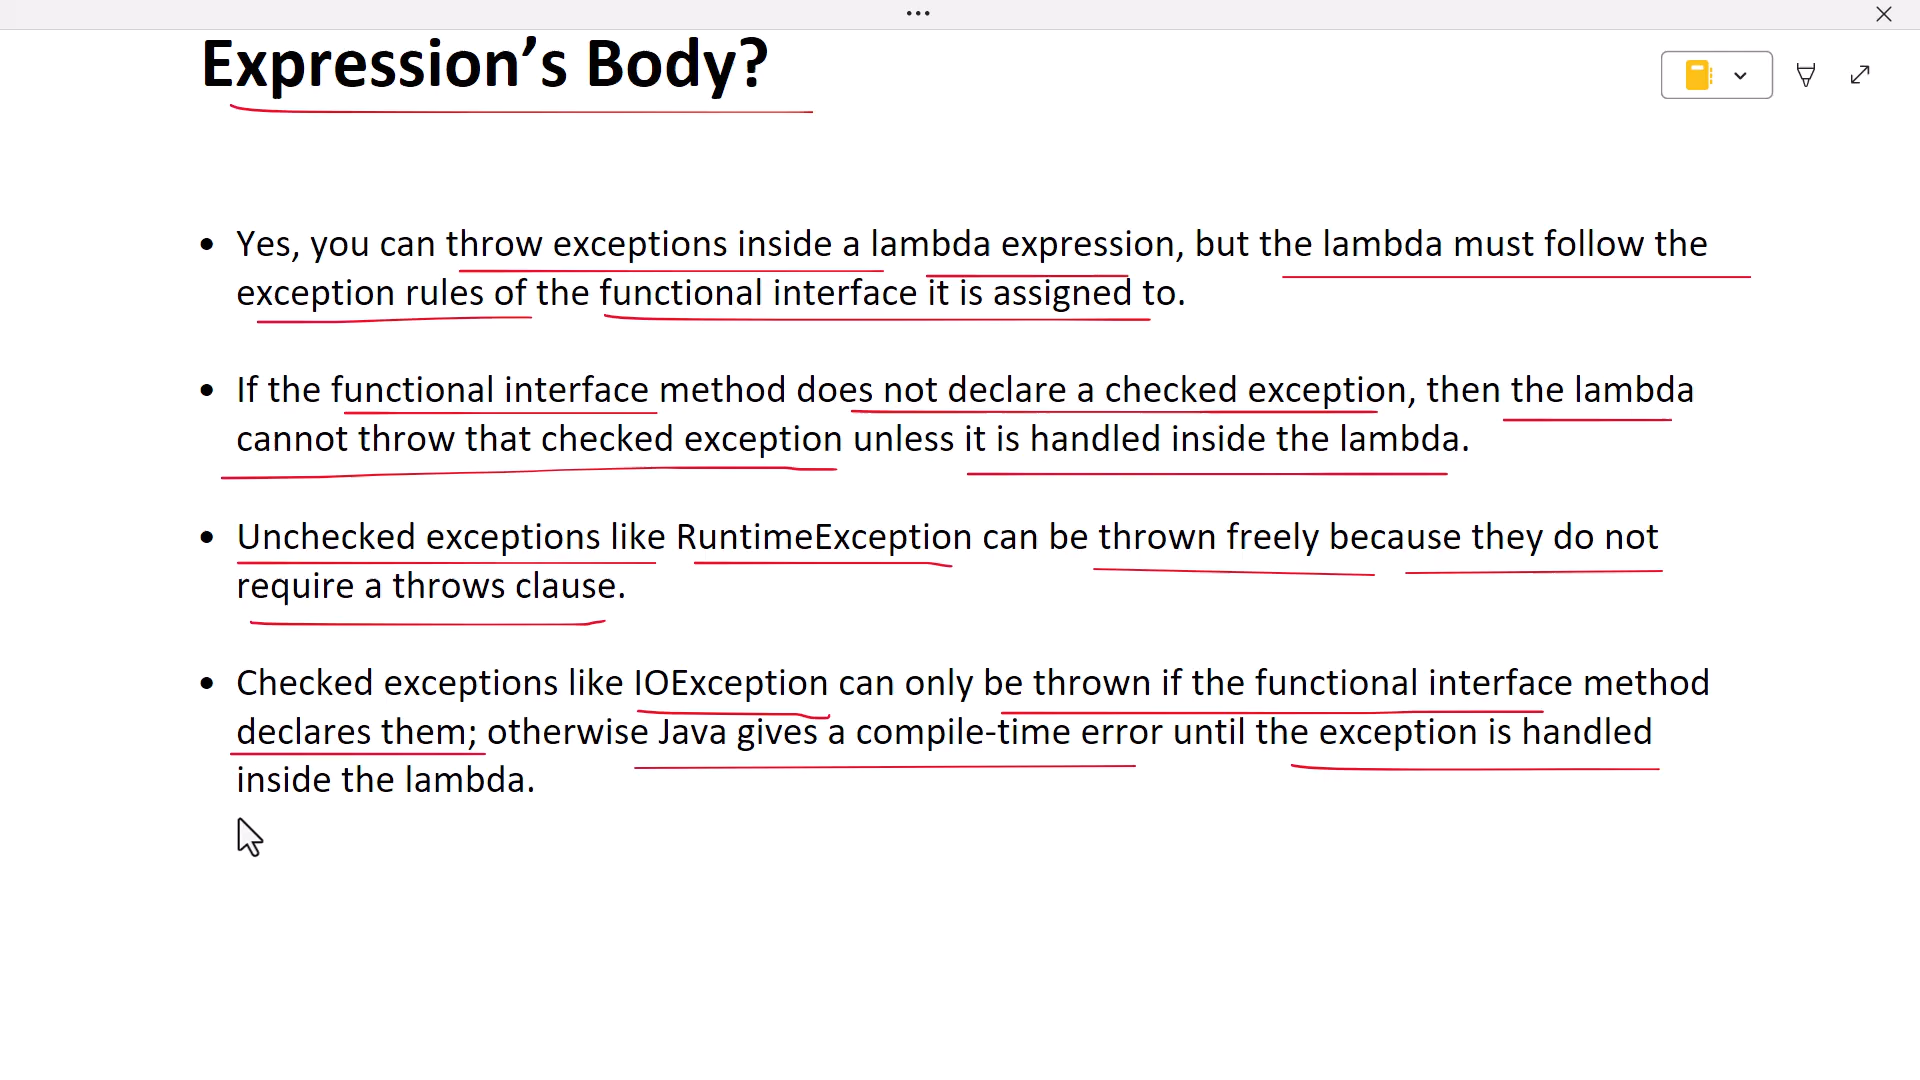 Expression’s Body?
• Yes, you can throw exceptions inside a lambda expression, but the lambda must follow the
exception rules of the functional interface it is assigned to.
• If the functional interface method does not declare a checked exception, then the lambda
cannot throw that checked exception unless it is handled inside the lambda.
• Unchecked exceptions like RuntimeException can be thrown freely because they do not
require a throws clause.
• Checked exceptions like IOException can only be thrown if the functional interface method
declares them; otherwise Java gives a compile-time error until the exception is handled
inside the lambda.